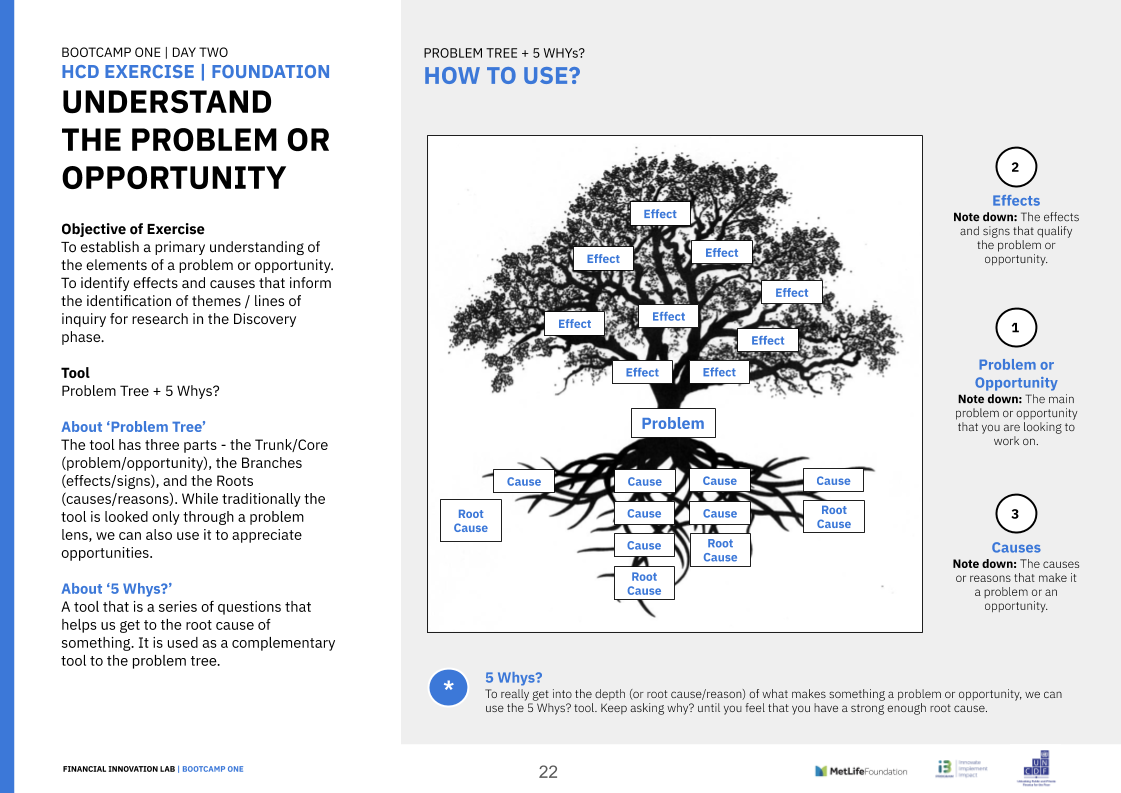 BOOTCAMP ONE | DAY TWO
HCD EXERCISE | FOUNDATION
UNDERSTAND
THE PROBLEM OR
OPPORTUNITY
Objective of Exercise
To establish a primary understanding of
the elements of a problem or opportunity.
To identify effects and causes that inform
the identification of themes / lines of
inquiry for research in the Discovery
phase.
Tool
Problem Tree + 5 Whys?
About ‘Problem Tree’
The tool has three parts - the Trunk/Core
(problem/opportunity), the Branches
(effects/signs), and the Roots
(causes/reasons). While traditionally the
tool is looked only through a problem
lens, we can also use it to appreciate
opportunities.
About ‘5 Whys?’
A tool that is a series of questions that
helps us get to the root cause of
something. It is used as a complementary
tool to the problem tree.
PROBLEM TREE + 5 WHYs?
HOW TO USE?
Effect
Effect
Effect
Effect
Effect
Effect
Effect
Effect
Effect
Problem
Cause
Cause
Cause
Cause
Root
Cause
Cause
Cause
Root
Cause
Cause
Root
Cause
Root
Cause
2
Effects
Note down: The effects
and signs that qualify
the problem or
opportunity.
1
Problem or
Opportunity
Note down: The main
problem or opportunity
that you are looking to
work on.
3
Causes
Note down: The causes
or reasons that make it
a problem or an
opportunity.
*
5 Whys?
To really get into the depth (or root cause/reason) of what makes something a problem or opportunity, we can
use the 5 Whys? tool. Keep asking why? until you feel that you have a strong enough root cause.
FINANCIAL INNOVATION LAB | BOOTCAMP ONE
22
MetLifeFoundation
i3
Innovate
Implement
Impact
UN
CDF